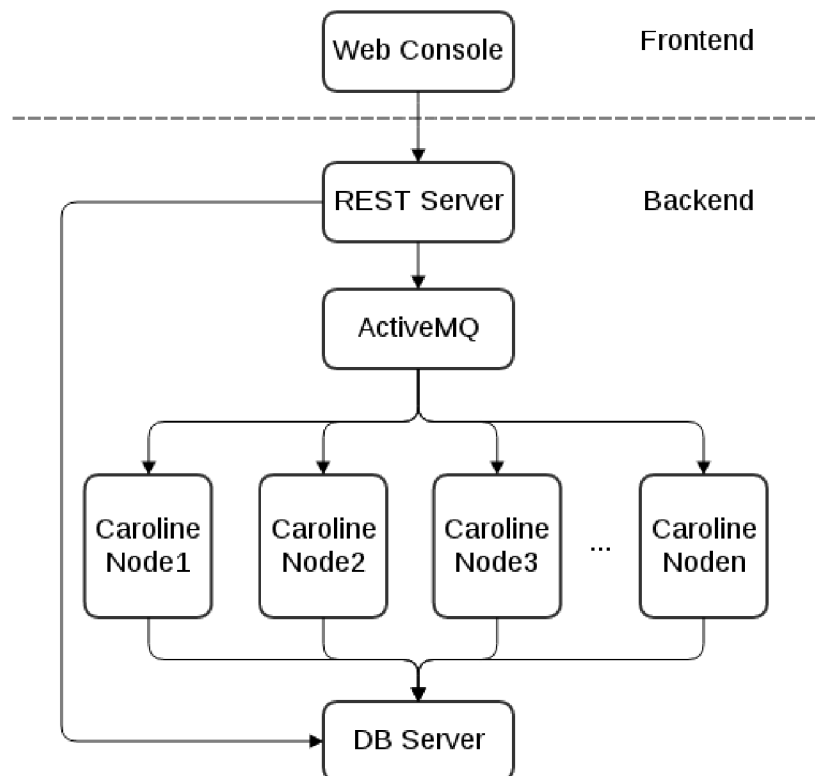 Web Console
Frontend
REST Server
Backend
ActiveMQ
Caroline
Node1
Caroline
Node2
Caroline
Node3
...
Caroline
Noden
DB Server